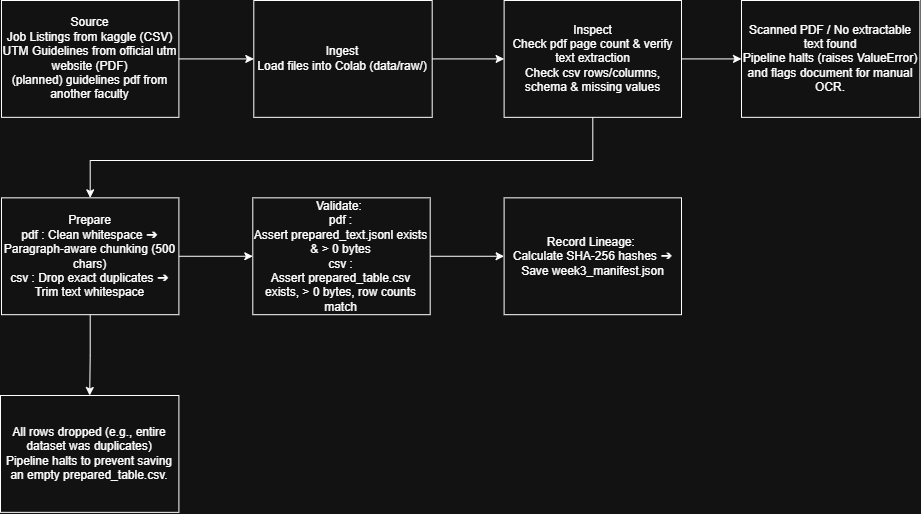 Source
Job Listings from kaggle (CSV)
UTM Guidelines from official utm
website (PDF)
(planned) guidelines pdf from
another faculty
Ingest
Load files into Colab (data/raw/)
Inspect
Check pdf page count & verify
text extraction
Check csv rows/columns,
schema & missing values
Scanned PDF / No extractable
text found
Pipeline halts (raises ValueError)
and flags document for manual
OCR.
Prepare
pdf : Clean whitespace ➔
Paragraph-aware chunking (500
chars)
csv : Drop exact duplicates ➔
Trim text whitespace
Validate:
pdf :
Assert prepared_text.jsonl exists
& > 0 bytes
csv :
Assert prepared_table.csv
exists, > 0 bytes, row counts
match
Record Lineage:
Calculate SHA-256 hashes ➔
Save week3_manifest.json
All rows dropped (e.g., entire
dataset was duplicates)
Pipeline halts to prevent saving
an empty prepared_table.csv.